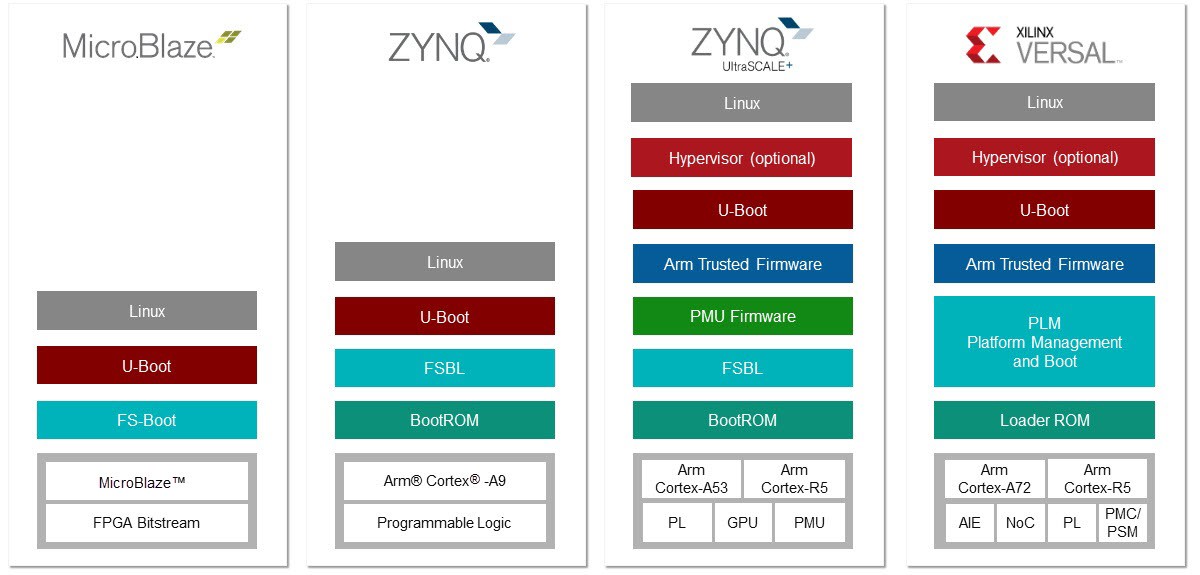 MicroBlaze™
Linux
U-Boot
FS-Boot
MicroBlaze™
FPGA Bitstream
ZYNQ®
Linux
U-Boot
FSBL
BootROM
Arm® Cortex® -A9
Programmable Logic
ZYNQ®
UltraSCALE+
Linux
Hypervisor (optional)
U-Boot
Arm Trusted Firmware
PMU Firmware
FSBL
BootROM
Arm
Cortex-A53
Arm
Cortex-R5
PL
GPU
PMU
XILINX
VERSAL™
Linux
Hypervisor (optional)
U-Boot
Arm Trusted Firmware
PLM
Platform Management
and Boot
Loader ROM
Arm
Cortex-A72
Arm
Cortex-R5
AIE
NoC
PL
PMC/
PSM